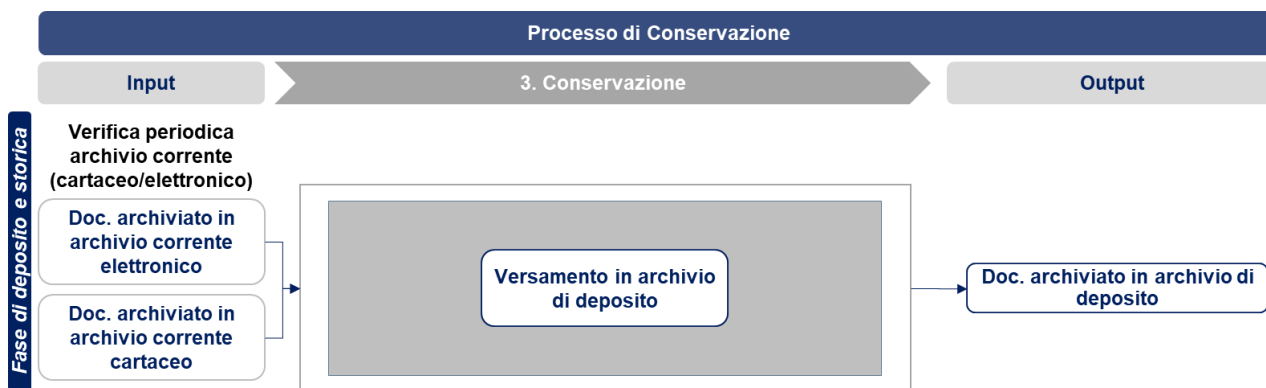 Processo di Conservazione
Input
3. Conservazione
Output
Fase di deposito e storica
Verifica periodica
archivio corrente
(cartaceo/elettronico)
Doc. archiviato in
archivio corrente
elettronico
Doc. archiviato in
archivio corrente
cartaceo
Versamento in archivio
di deposito
Doc. archiviato in archivio di
deposito